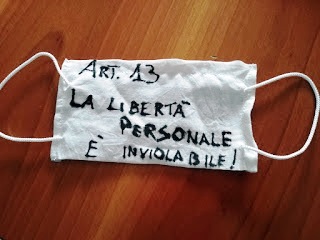 ART. 13
LA LIBERTÀ
PERSONALE
È INVIOLABILE!